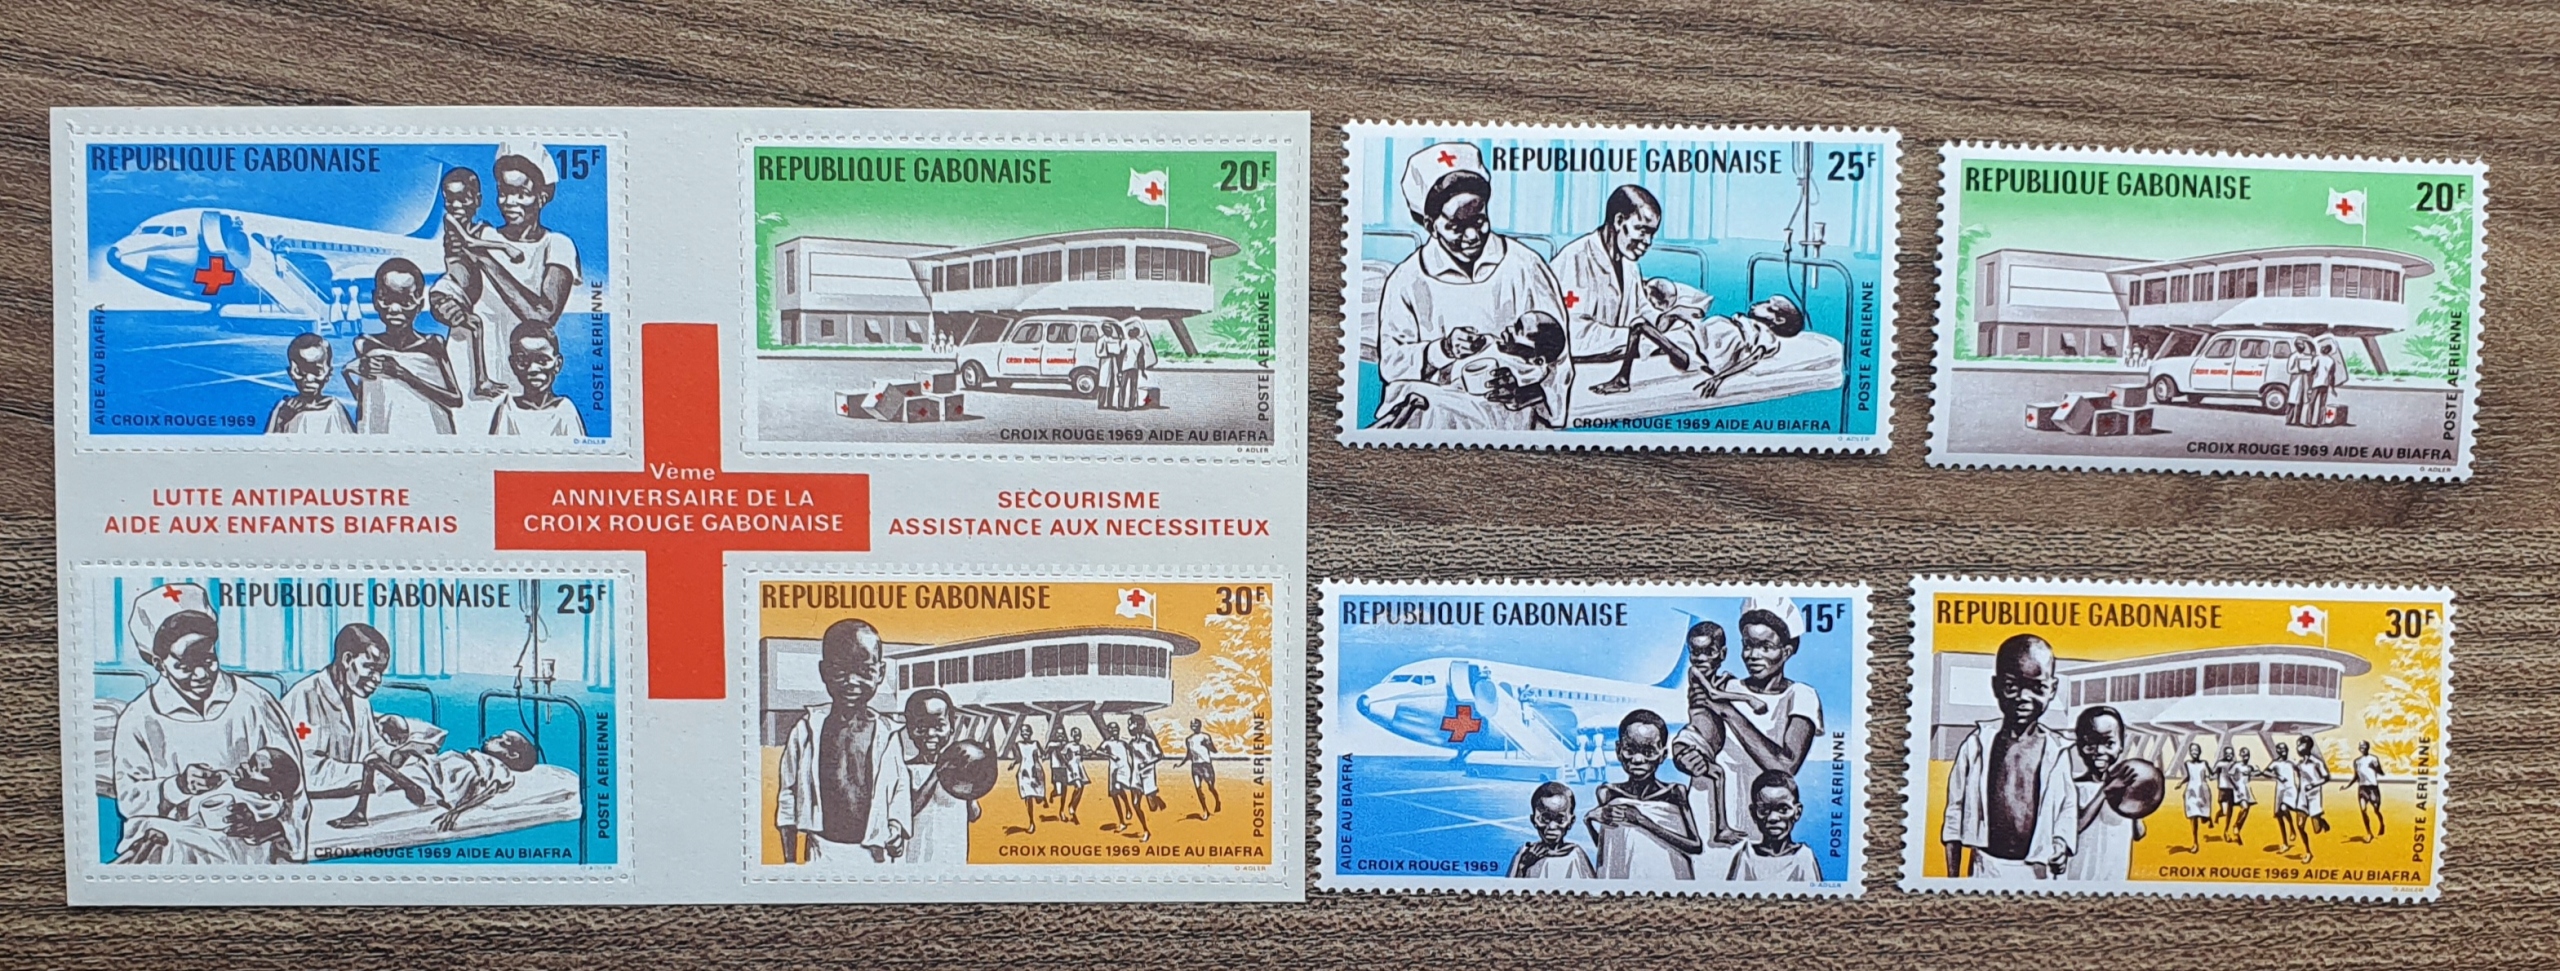 REPUBLIQUE GABONAISE 15F
AIDE AU BIAFRA
CROIX ROUGE 1969
POSTE AERIENNE
O. ADLER
REPUBLIQUE GABONAISE 20F
CROIX ROUGE GABONAISE
POSTE AERIENNE
CROIX ROUGE 1969 AIDE AU BIAFRA
O. ADLER
LUTTE ANTIPALUSTRE
AIDE AUX ENFANTS BIAFRAIS
Vème
ANNIVERSAIRE DE LA
CROIX ROUGE GABONAISE
SECOURISME
ASSISTANCE AUX NECESSITEUX
REPUBLIQUE GABONAISE 25F
POSTE AERIENNE
CROIX ROUGE 1969 AIDE AU BIAFRA
O. ADLER
REPUBLIQUE GABONAISE 30F
POSTE AERIENNE
CROIX ROUGE 1969 AIDE AU BIAFRA
O. ADLER
REPUBLIQUE GABONAISE 25F
POSTE AERIENNE
CROIX ROUGE 1969 AIDE AU BIAFRA
O. ADLER
REPUBLIQUE GABONAISE 20F
CROIX ROUGE GABONAISE
POSTE AERIENNE
CROIX ROUGE 1969 AIDE AU BIAFRA
O. ADLER
REPUBLIQUE GABONAISE 15F
AIDE AU BIAFRA
CROIX ROUGE 1969
POSTE AERIENNE
O. ADLER
REPUBLIQUE GABONAISE 30F
POSTE AERIENNE
CROIX ROUGE 1969 AIDE AU BIAFRA
O. ADLER